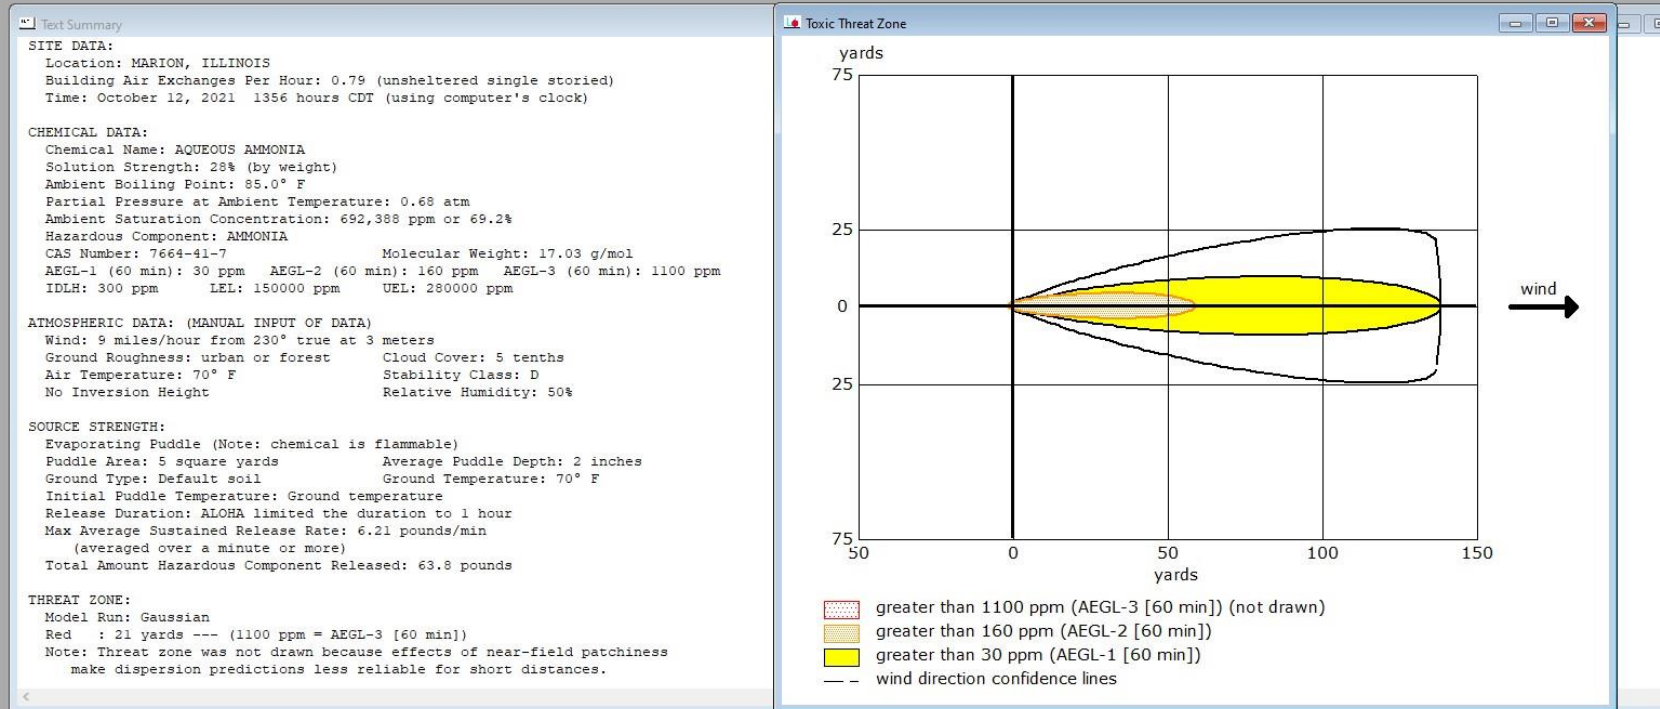 Text Summary
SITE DATA:
Location: MARION, ILLINOIS
Building Air Exchanges Per Hour: 0.79 (unsheltered single storied)
Time: October 12, 2021  1356 hours CDT (using computer's clock)
CHEMICAL DATA:
Chemical Name: AQUEOUS AMMONIA
Solution Strength: 28% (by weight)
Ambient Boiling Point: 85.0° F
Partial Pressure at Ambient Temperature: 0.68 atm
Ambient Saturation Concentration: 692,388 ppm or 69.2%
Hazardous Component: AMMONIA
CAS Number: 7664-41-7 Molecular Weight: 17.03 g/mol
AEGL-1 (60 min): 30 ppm AEGL-2 (60 min): 160 ppm AEGL-3 (60 min): 1100 ppm
IDLH: 300 ppm LEL: 150000 ppm UEL: 280000 ppm
ATMOSPHERIC DATA: (MANUAL INPUT OF DATA)
Wind: 9 miles/hour from 230° true at 3 meters
Ground Roughness: urban or forest Cloud Cover: 5 tenths
Air Temperature: 70° F Stability Class: D
No Inversion Height Relative Humidity: 50%
SOURCE STRENGTH:
Evaporating Puddle (Note: chemical is flammable)
Puddle Area: 5 square yards Average Puddle Depth: 2 inches
Ground Type: Default soil Ground Temperature: 70° F
Initial Puddle Temperature: Ground temperature
Release Duration: ALOHA limited the duration to 1 hour
Max Average Sustained Release Rate: 6.21 pounds/min
(averaged over a minute or more)
Total Amount Hazardous Component Released: 63.8 pounds
THREAT ZONE:
Model Run: Gaussian
Red   : 21 yards --- (1100 ppm = AEGL-3 [60 min])
Note: Threat zone was not drawn because effects of near-field patchiness
make dispersion predictions less reliable for short distances.
Toxic Threat Zone
yards
75
25
0
25
75
wind
50 0 50 100 150
yards
greater than 1100 ppm (AEGL-3 [60 min]) (not drawn)
greater than 160 ppm (AEGL-2 [60 min])
greater than 30 ppm (AEGL-1 [60 min])
wind direction confidence lines